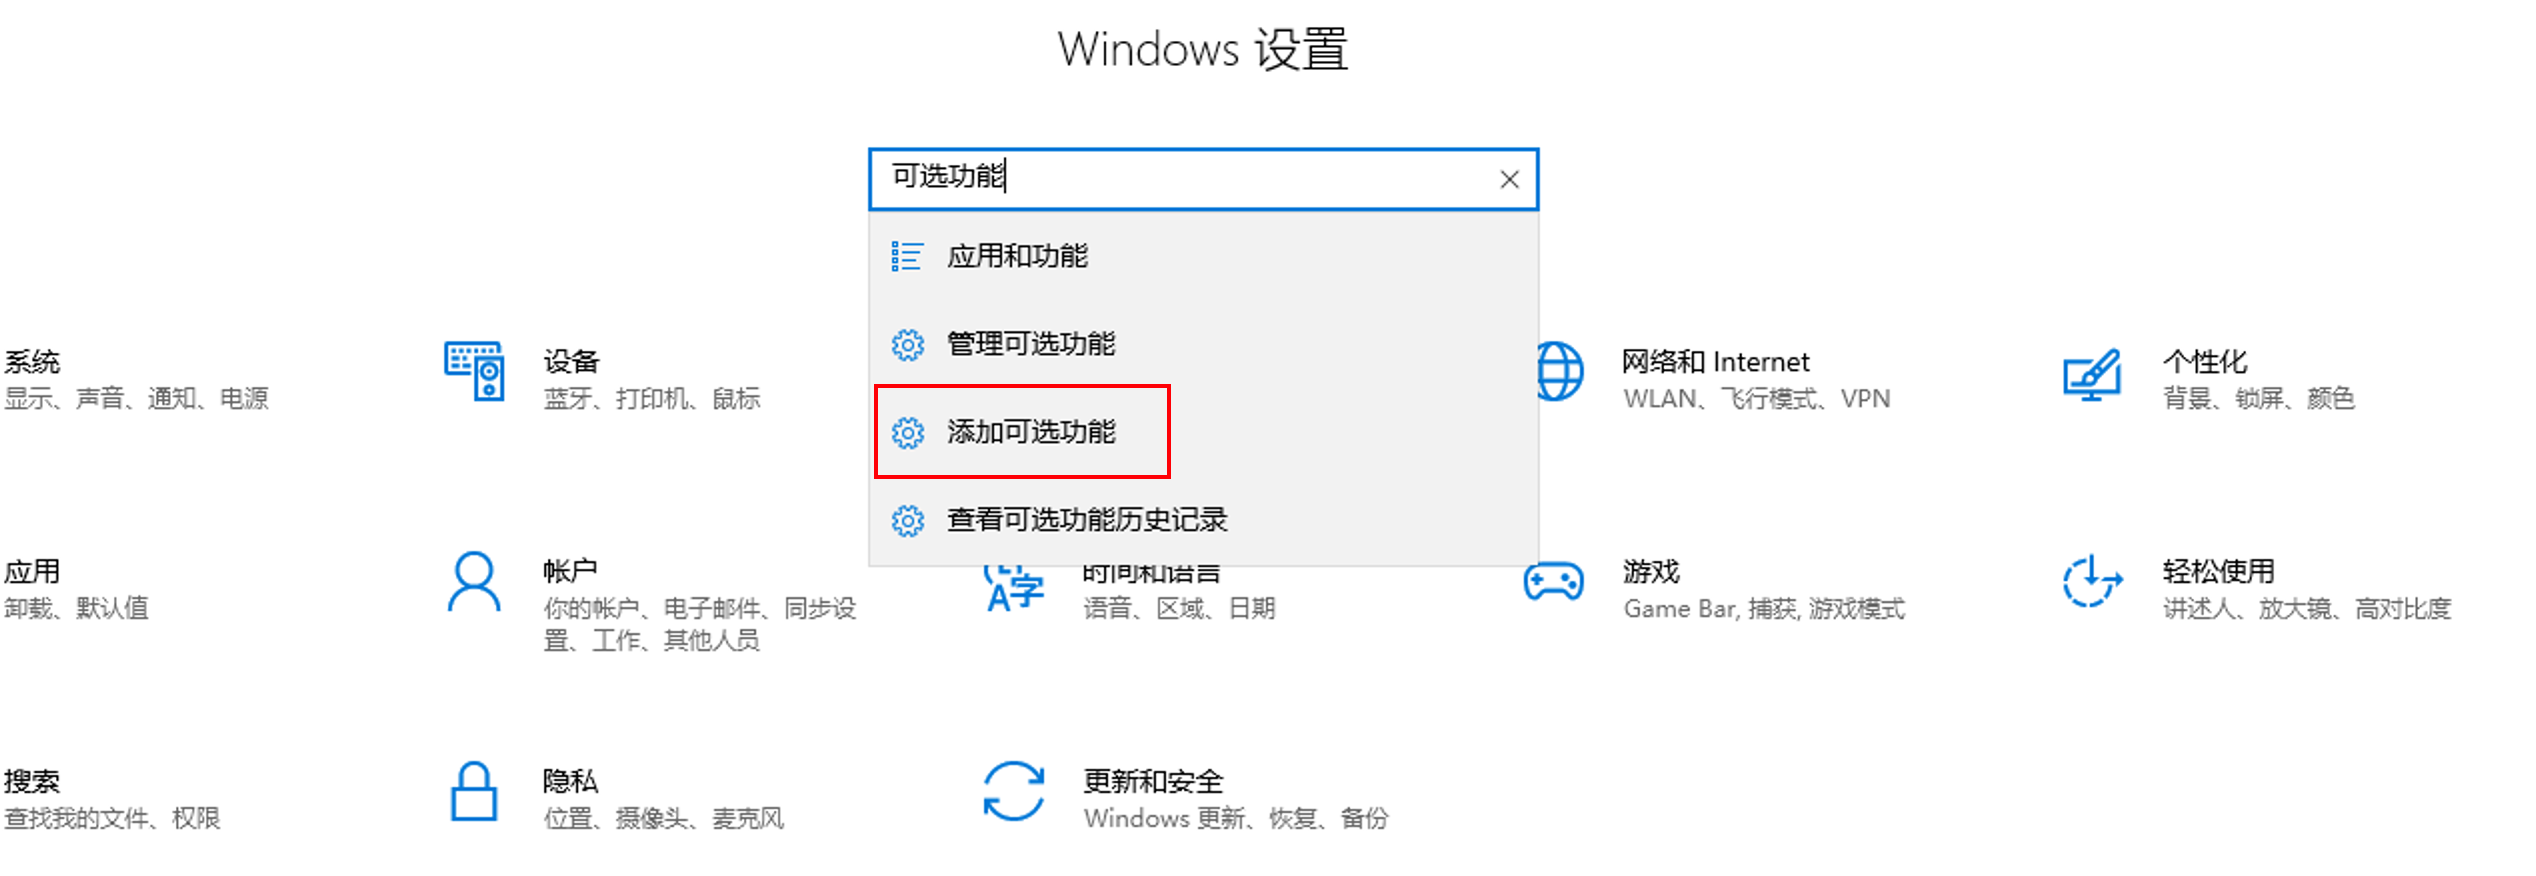 Windows 设置
可选功能
应用和功能
管理可选功能
添加可选功能
查看可选功能历史记录
系统
显示、声音、通知、电源
设备
蓝牙、打印机、鼠标
网络和 Internet
WLAN、飞行模式、VPN
个性化
背景、锁屏、颜色
应用
卸载、默认值
帐户
你的帐户、电子邮件、同步设
置、工作、其他人员
时间和语言
语音、区域、日期
游戏
Game Bar, 捕获, 游戏模式
轻松使用
讲述人、放大镜、高对比度
搜索
查找我的文件、权限
隐私
位置、摄像头、麦克风
更新和安全
Windows 更新、恢复、备份